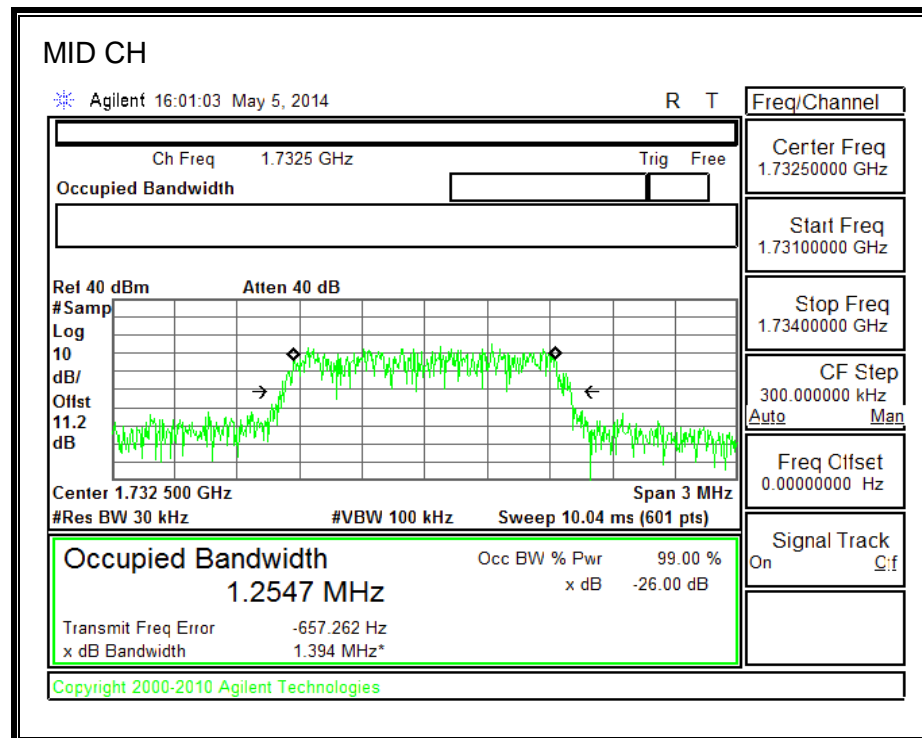 MID CH
Agilent 16:01:03 May 5, 2014 R T
Freq/Channel
Ch Freq 1.7325 GHz Trig Free
Occupied Bandwidth
Center Freq
1.73250000 GHz
Start Freq
1.73100000 GHz
Stop Freq
1.73400000 GHz
CF Step
300.000000 kHz
Auto Man
Freq Offset
0.00000000 Hz
Signal Track
On Off
Ref 40 dBm Atten 40 dB
#Samp
Log
10
dB/
Offst
11.2
dB
Center 1.732 500 GHz Span 3 MHz
#Res BW 30 kHz #VBW 100 kHz Sweep 10.04 ms (601 pts)
Occupied Bandwidth Occ BW % Pwr 99.00 %
1.2547 MHz x dB -26.00 dB
Transmit Freq Error -657.262 Hz
x dB Bandwidth 1.394 MHz*
Copyright 2000-2010 Agilent Technologies